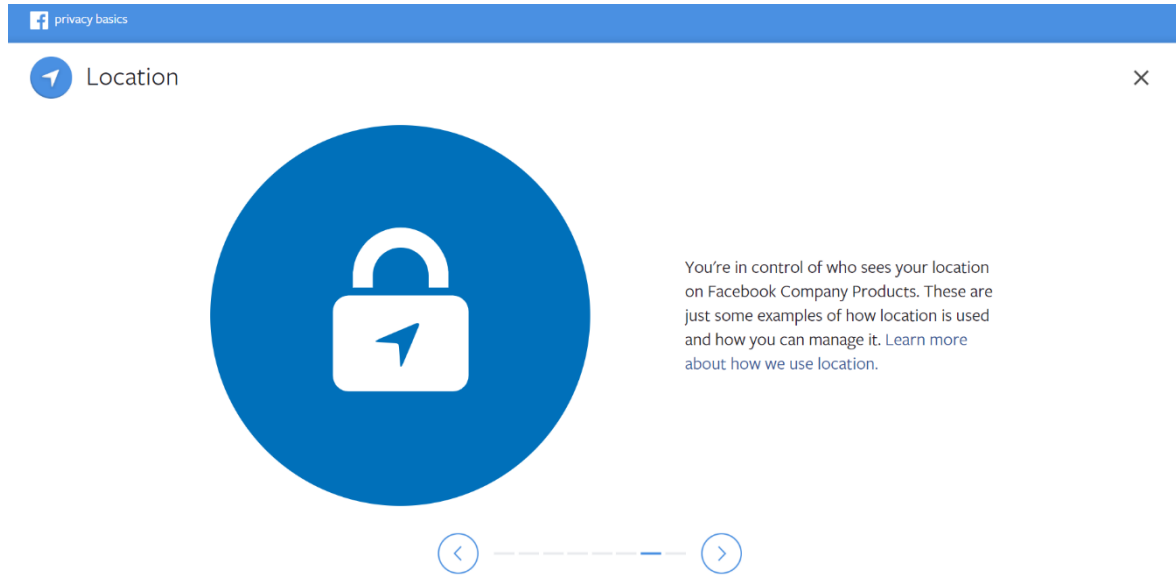 privacy basics
Location
You're in control of who sees your location
on Facebook Company Products. These are
just some examples of how location is used
and how you can manage it. Learn more
about how we use location.